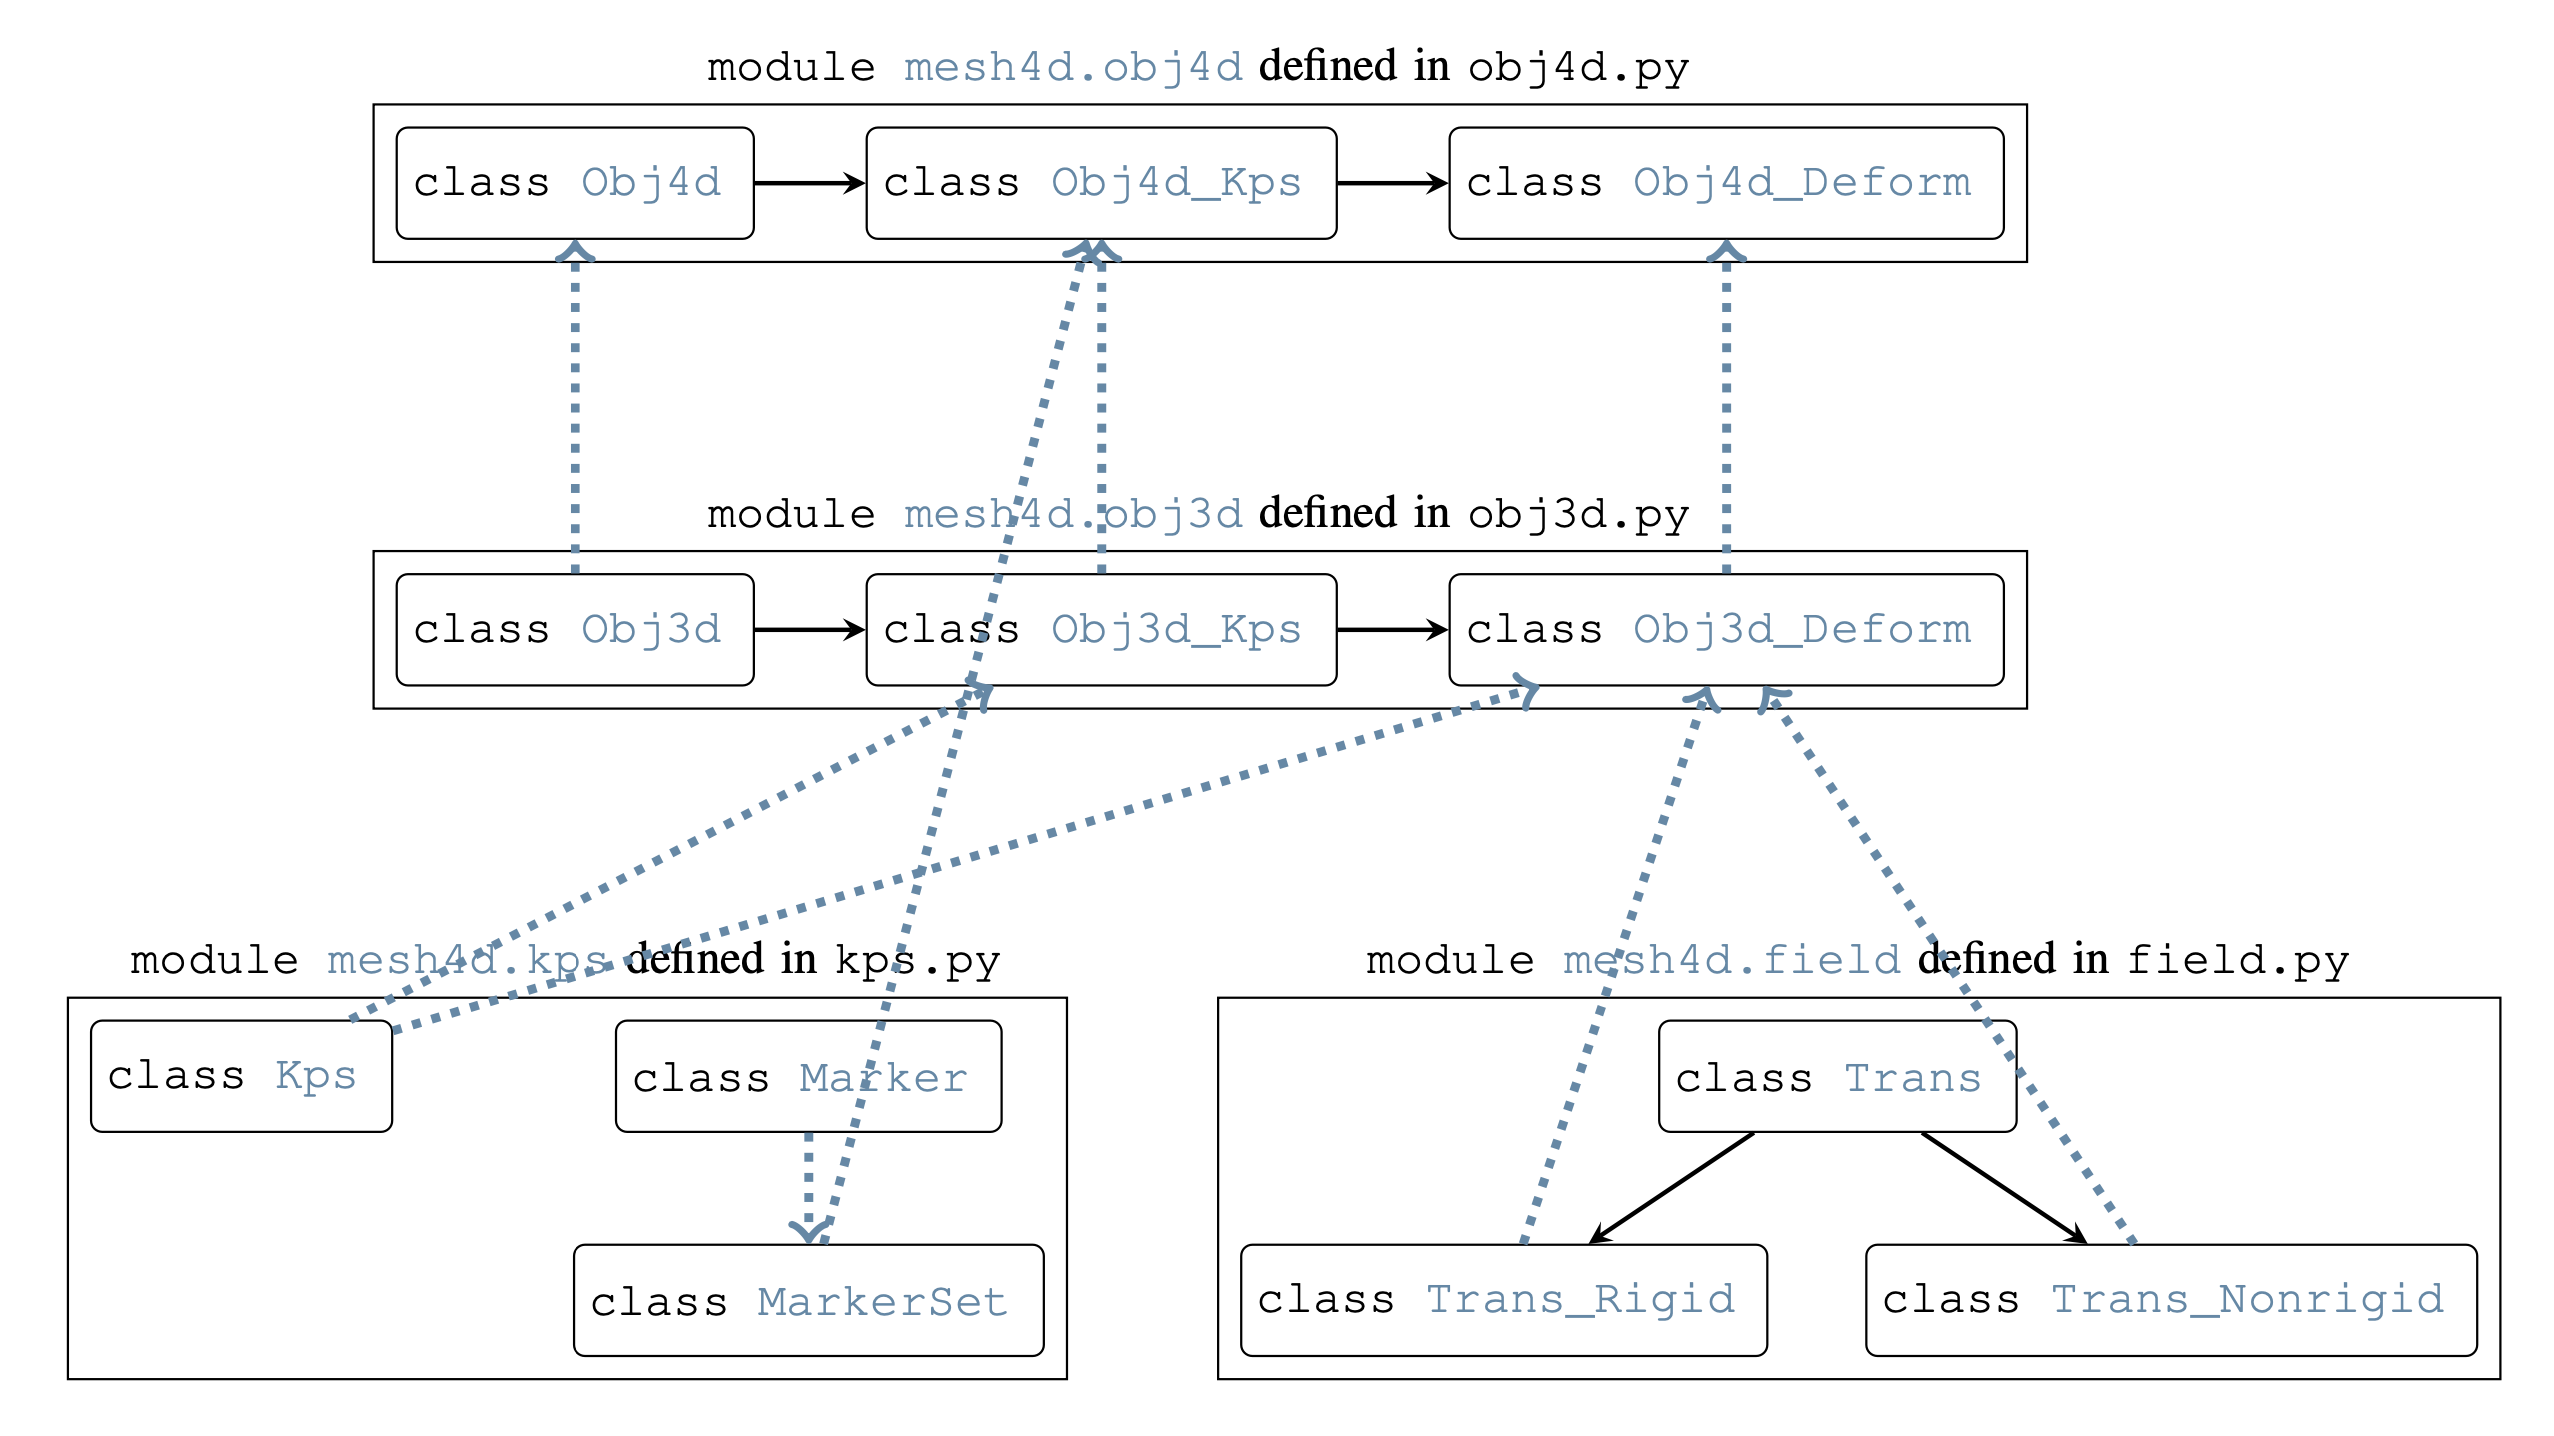 module mesh4d.obj4d defined in obj4d.py
class Obj4d
class Obj4d_Kps
class Obj4d_Deform
module mesh4d.obj3d defined in obj3d.py
class Obj3d
class Obj3d_Kps
class Obj3d_Deform
module mesh4d.kps defined in kps.py
class Kps
class Marker
class MarkerSet
module mesh4d.field defined in field.py
class Trans
class Trans_Rigid
class Trans_Nonrigid